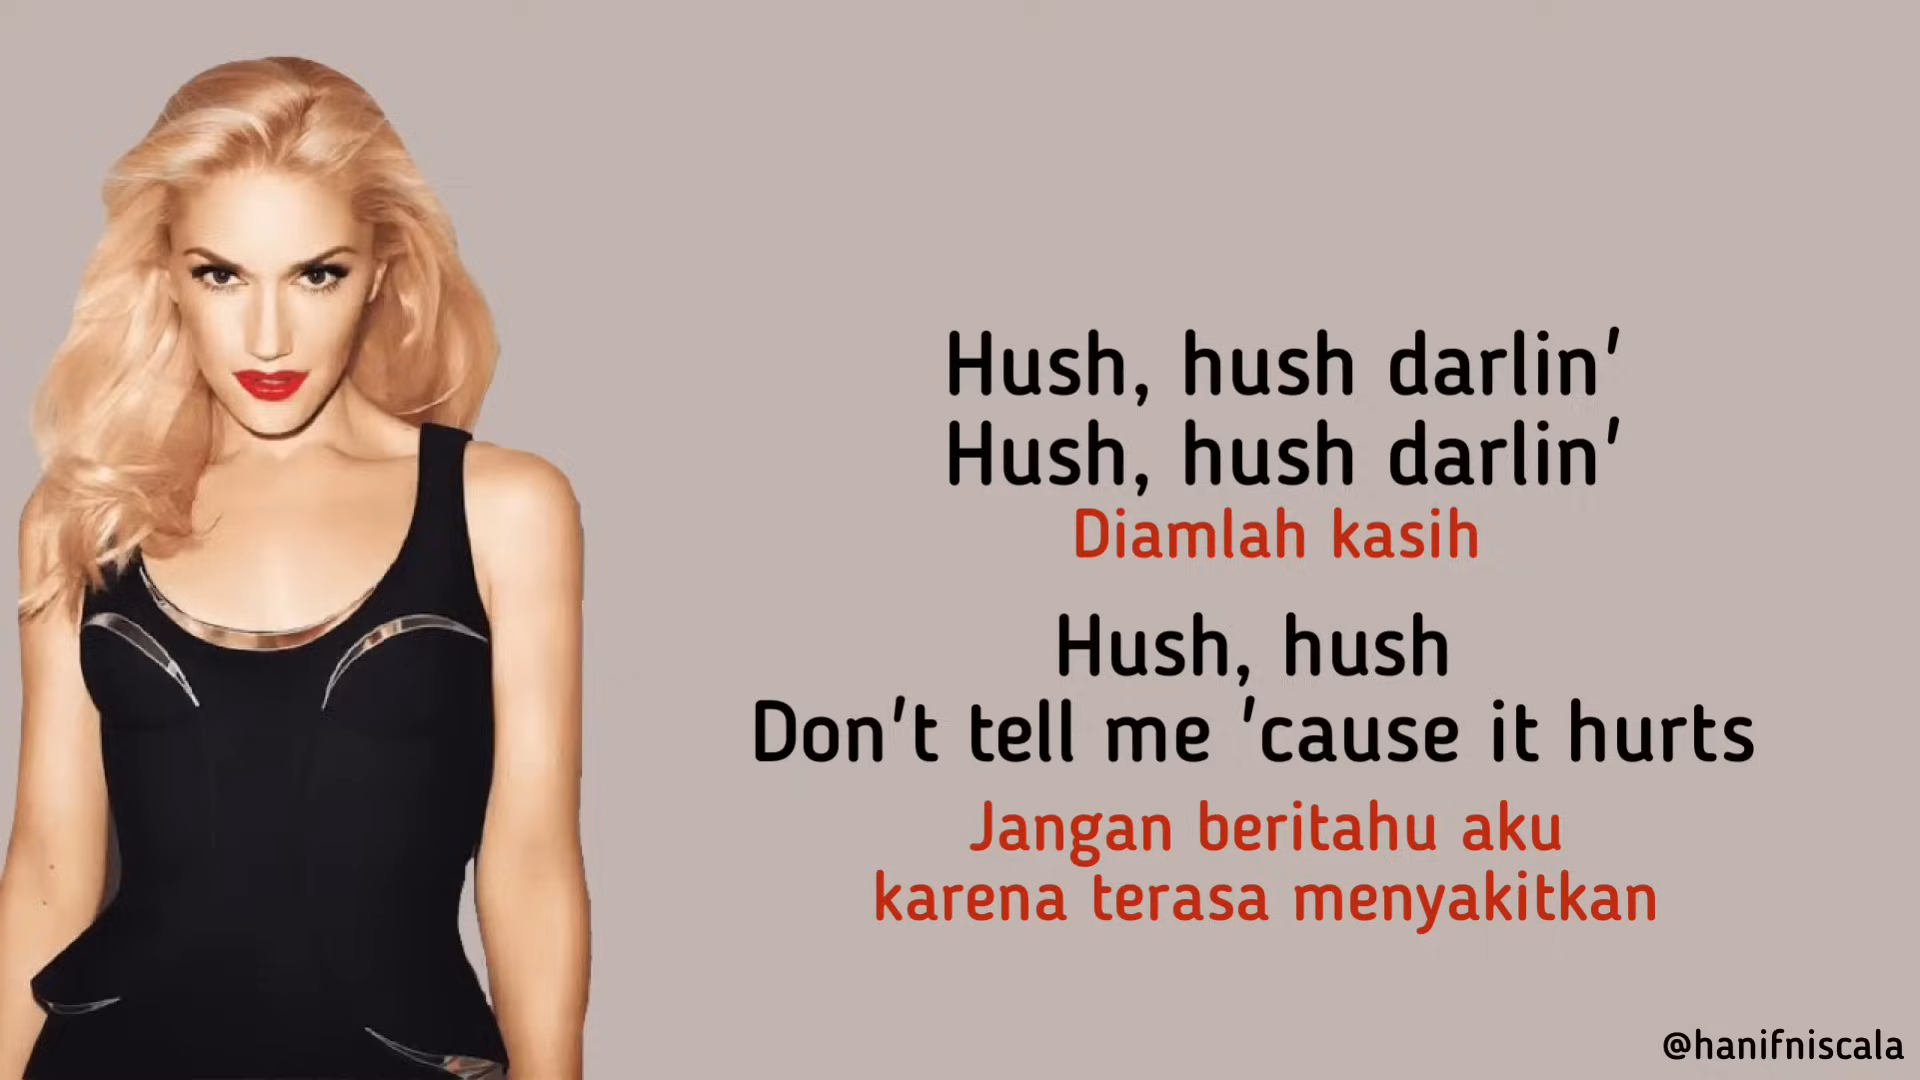 Hush, hush darlin'
Hush, hush darlin'
Diamlah kasih
Hush, hush
Don't tell me 'cause it hurts
Jangan beritahu aku
karena terasa menyakitkan
@hanifniscala